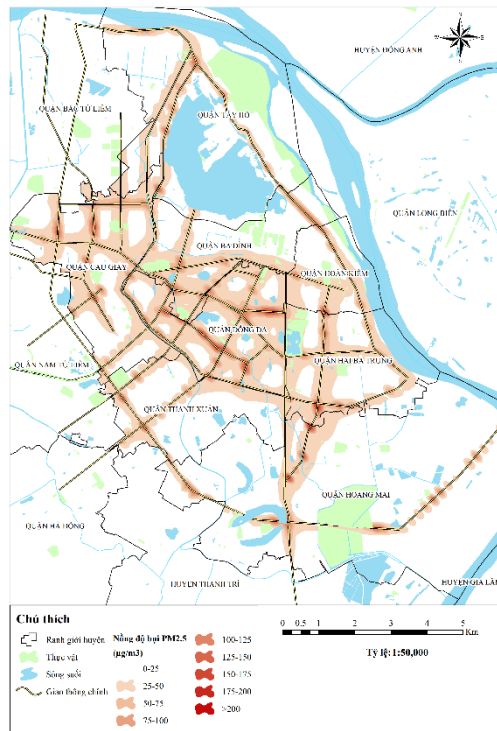 HUYỆN ĐÔNG ANH
QUẬN BẮC TỪ LIÊM
QUẬN TÂY HỒ
QUẬN LONG BIÊN
QUẬN BA ĐÌNH
QUẬN CẦU GIẤY
QUẬN HOÀN KIẾM
QUẬN ĐỐNG ĐA
QUẬN NAM TỪ LIÊM
QUẬN HAI BÀ TRƯNG
QUẬN THANH XUÂN
QUẬN HOÀNG MAI
QUẬN HÀ ĐÔNG
HUYỆN THANH TRÌ
HUYỆN GIA LÂM
Chú thích
Ranh giới huyện
Thực vật
Sông suối
Giao thông chính
Nồng độ bụi PM2.5
(µg/m3)
0-25
25-50
50-75
75-100
100-125
125-150
150-175
175-200
>200
0 0.5 1 2 3 4 5
Km
Tỷ lệ: 1:50,000